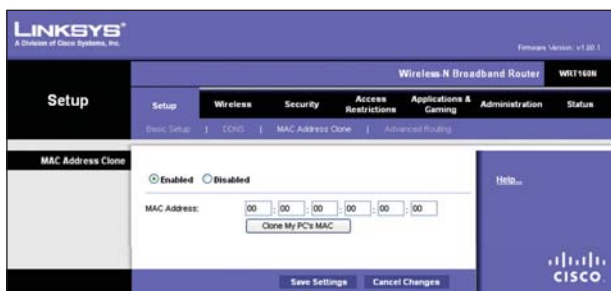 LINKSYS®
A Division of Cisco Systems, Inc.
Firmware Version: v1.00.1
Wireless-N Broadband Router WRT160N
Setup
Setup Wireless Security Access Restrictions Applications & Gaming Administration Status
Basic Setup | DDNS | MAC Address Clone | Advanced Routing
MAC Address Clone
Enabled Disabled
Help...
MAC Address: 00 : 00 : 00 : 00 : 00 : 00
Clone My PC's MAC
Save Settings Cancel Changes
CISCO